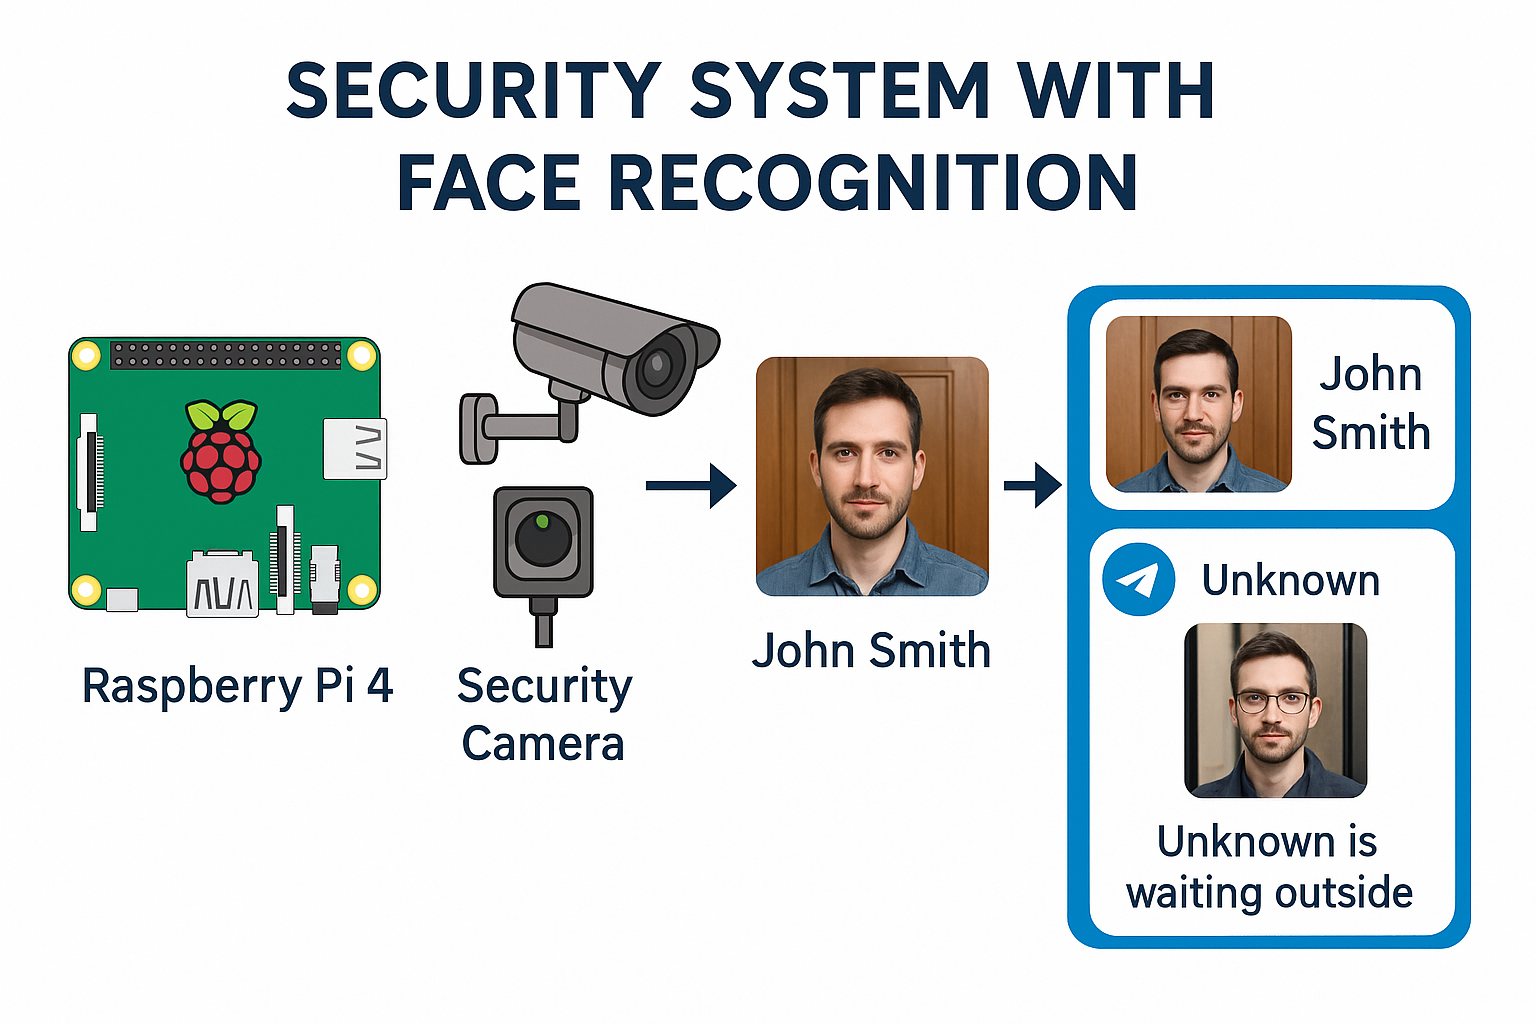 SECURITY SYSTEM WITH
FACE RECOGNITION
Raspberry Pi 4
Security
Camera
John Smith
John
Smith
Unknown
Unknown is
waiting outside